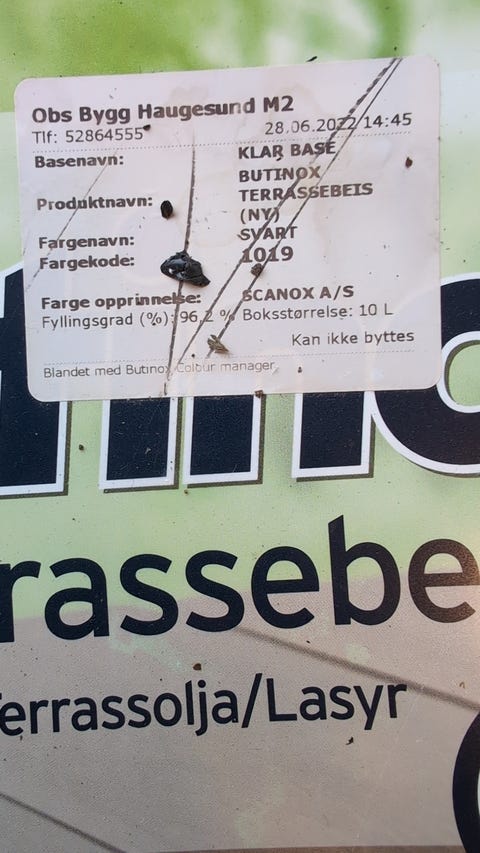 Obs Bygg Haugesund M2
Tlf: 52864555 28.06.2022 14:45
Basenavn: KLAR BASE
Produktnavn: BUTINOX
TERRASSEBEIS
(NY)
Fargenavn: SVART
Fargekode: 1019
Farge opprinnelse: SCANOX A/S
Fyllingsgrad (%): 96,2 % Boksstørrelse: 10 L
Kan ikke byttes
Blandet med Butinox Colour manager
tino
rassebe
Terrassolja/Lasyr